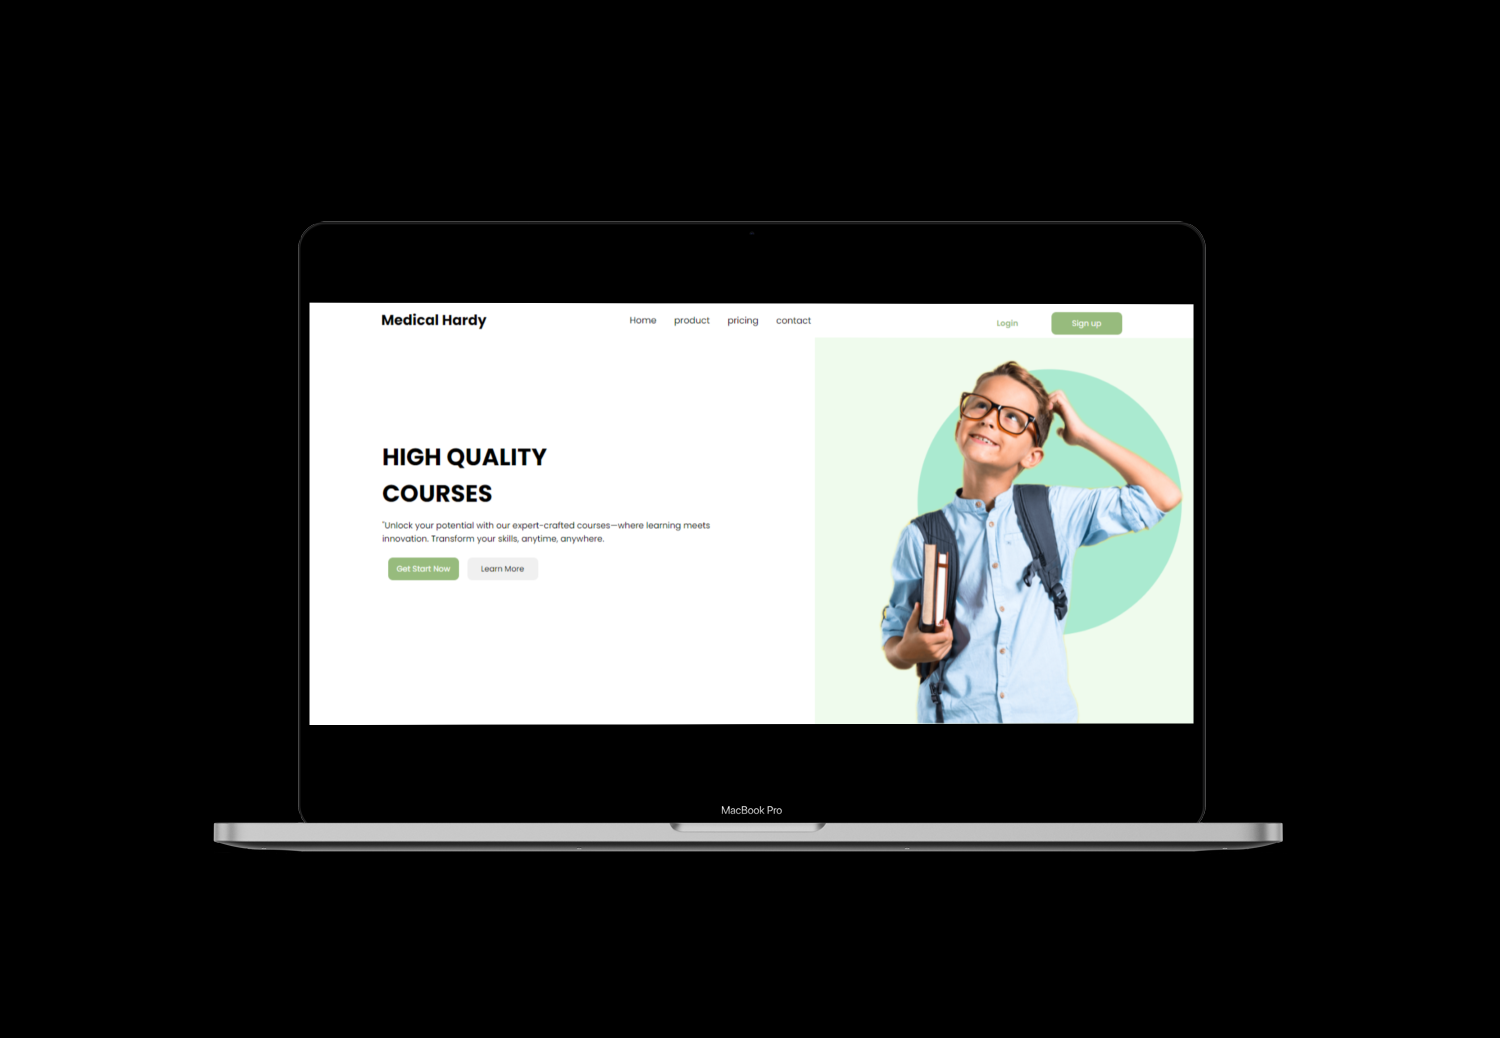 Medical Hardy
Home product pricing contact
Login
Sign up
HIGH QUALITY
COURSES
"Unlock your potential with our expert-crafted courses—where learning meets
innovation. Transform your skills, anytime, anywhere.
Get Start Now
Learn More
MacBook Pro